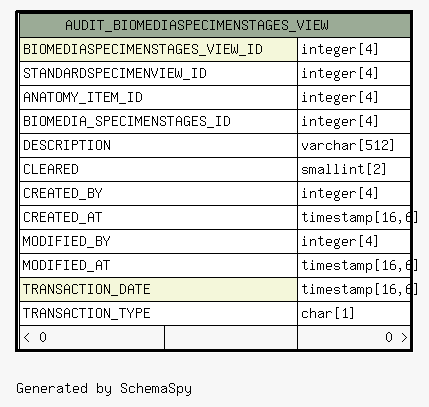 AUDIT_BIOMEDIASPECIMENSTAGES_VIEW
BIOMEDIASPECIMENSTAGES_VIEW_ID integer[4]
STANDARDSPECIMENVIEW_ID integer[4]
ANATOMY_ITEM_ID integer[4]
BIOMEDIA_SPECIMENSTAGES_ID integer[4]
DESCRIPTION varchar[512]
CLEARED smallint[2]
CREATED_BY integer[4]
CREATED_AT timestamp[16,6]
MODIFIED_BY integer[4]
MODIFIED_AT timestamp[16,6]
TRANSACTION_DATE timestamp[16,6]
TRANSACTION_TYPE char[1]
< 0 0 >
Generated by SchemaSpy